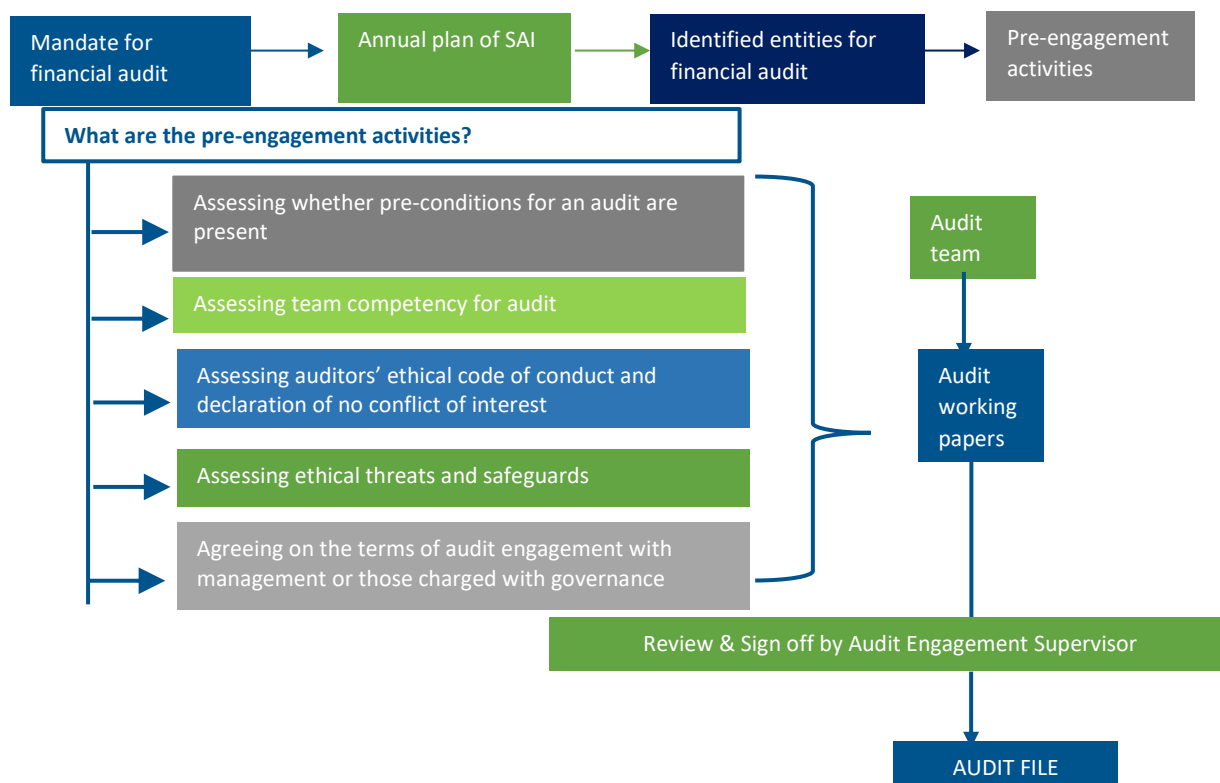 Mandate for
financial audit
Annual plan of SAI
Identified entities for
financial audit
Pre-engagement
activities
What are the pre-engagement activities?
Assessing whether pre-conditions for an audit are
present
Assessing team competency for audit
Assessing auditors’ ethical code of conduct and
declaration of no conflict of interest
Assessing ethical threats and safeguards
Agreeing on the terms of audit engagement with
management or those charged with governance
Audit
team
Audit
working
papers
Review & Sign off by Audit Engagement Supervisor
AUDIT FILE